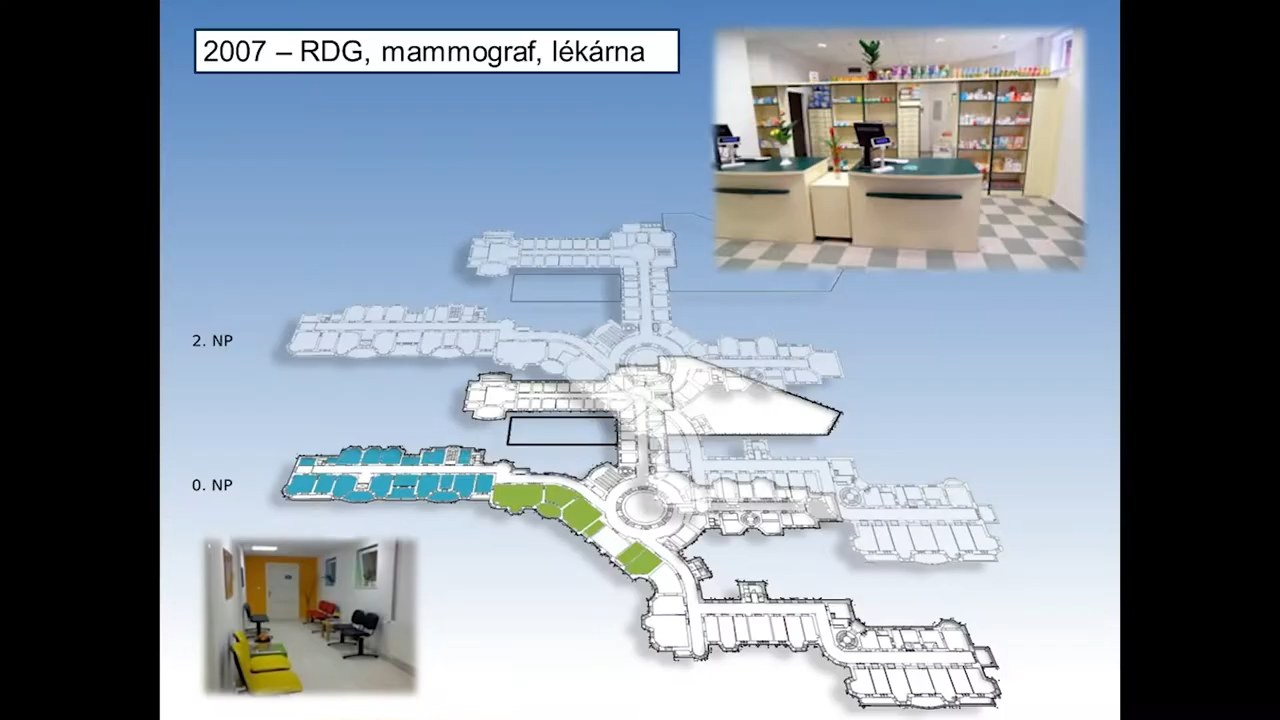 2007 – RDG, mammograf, lékárna
2. NP
0. NP